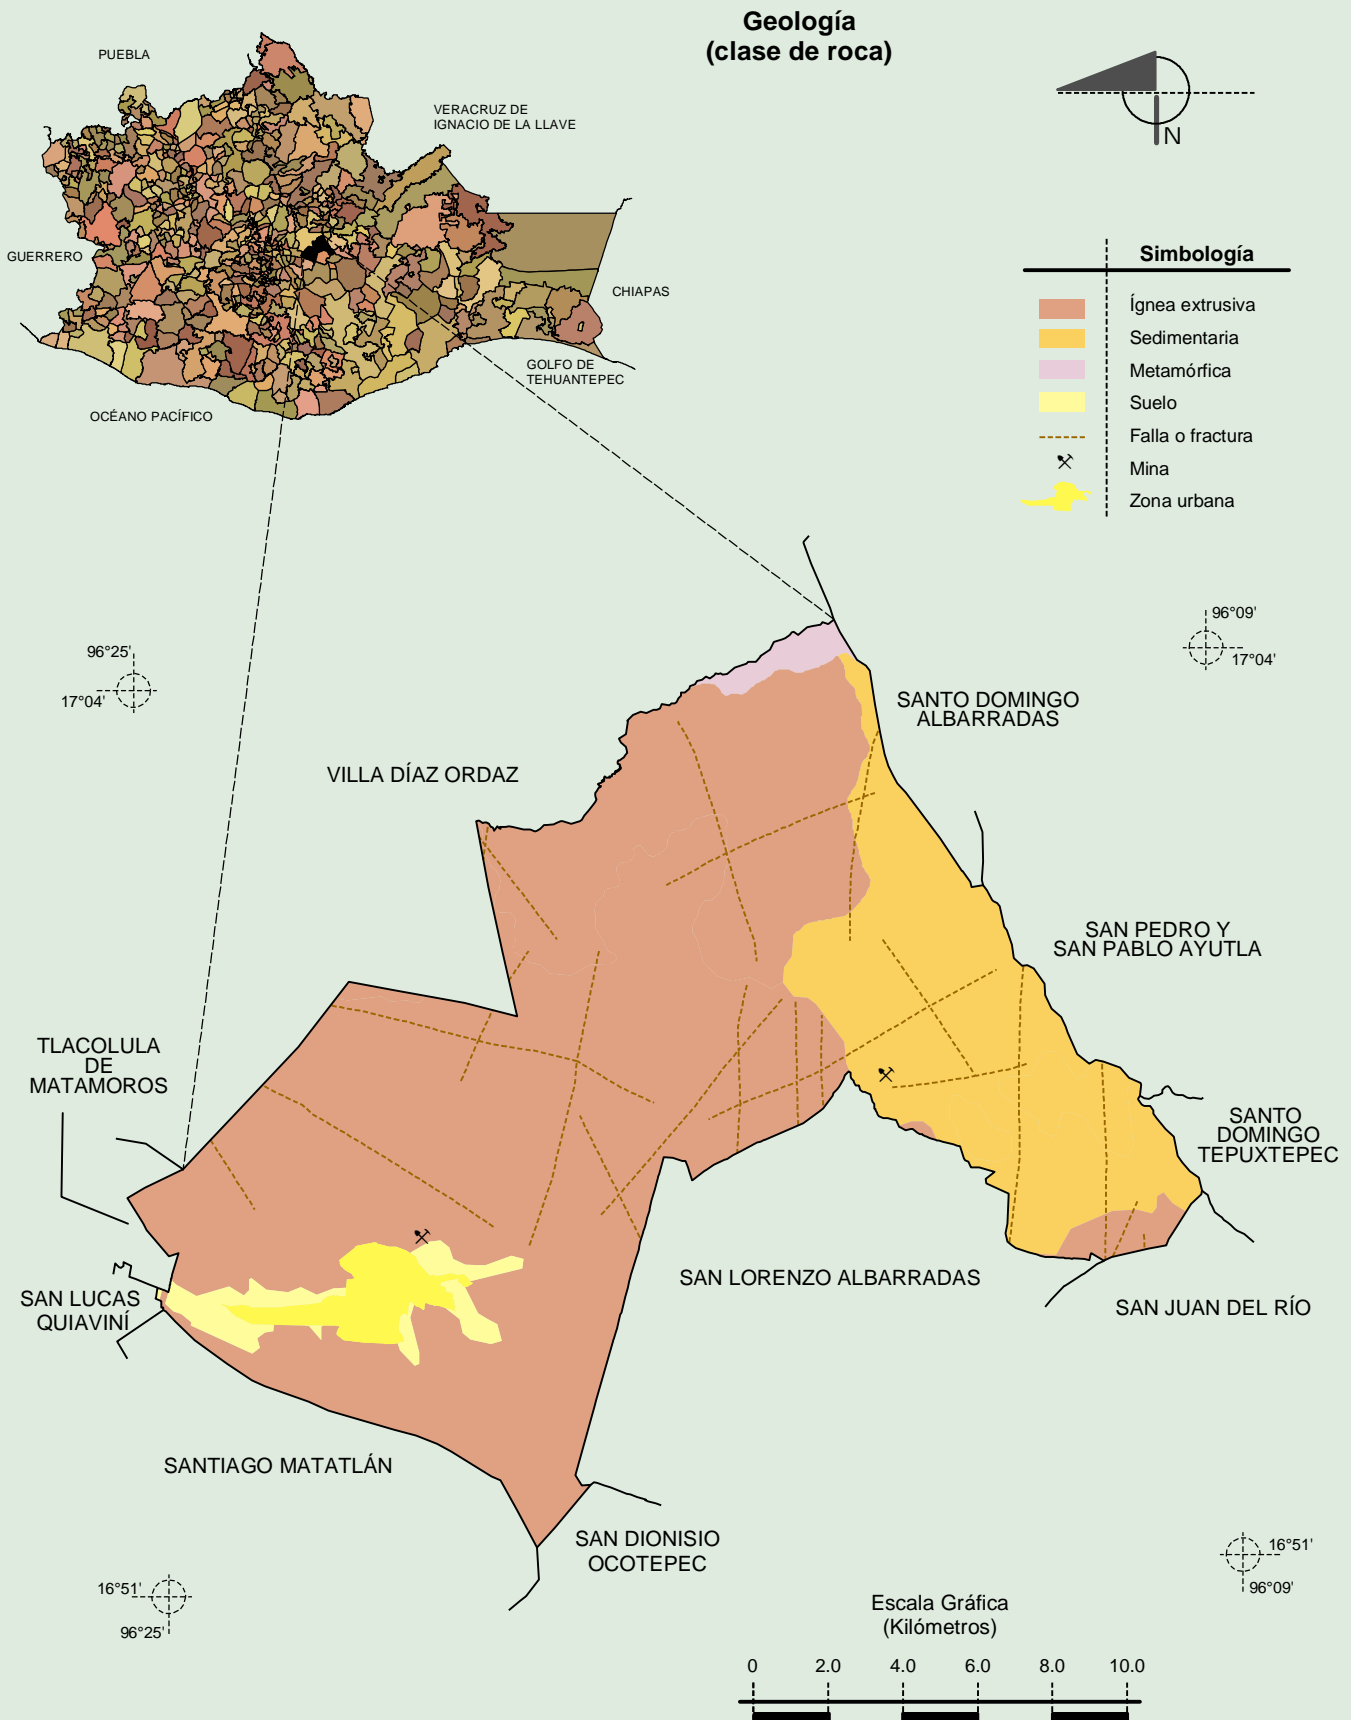 Geología
(clase de roca)
PUEBLA
VERACRUZ DE
IGNACIO DE LA LLAVE
GUERRERO
CHIAPAS
GOLFO DE
TEHUANTEPEC
OCÉANO PACÍFICO
N
Simbología
Ígnea extrusiva
Sedimentaria
Metamórfica
Suelo
Falla o fractura
Mina
Zona urbana
96°25'
17°04'
96°09'
17°04'
SANTO DOMINGO
ALBARRADAS
VILLA DÍAZ ORDAZ
SAN PEDRO Y
SAN PABLO AYUTLA
TLACOLULA
DE
MATAMOROS
SANTO
DOMINGO
TEPUXTEPEC
SAN LUCAS
QUIAVINÍ
SAN LORENZO ALBARRADAS
SAN JUAN DEL RÍO
SANTIAGO MATATLÁN
SAN DIONISIO
OCOTEPEC
16°51'
96°25'
16°51'
96°09'
Escala Gráfica
(Kilómetros)
0 2.0 4.0 6.0 8.0 10.0